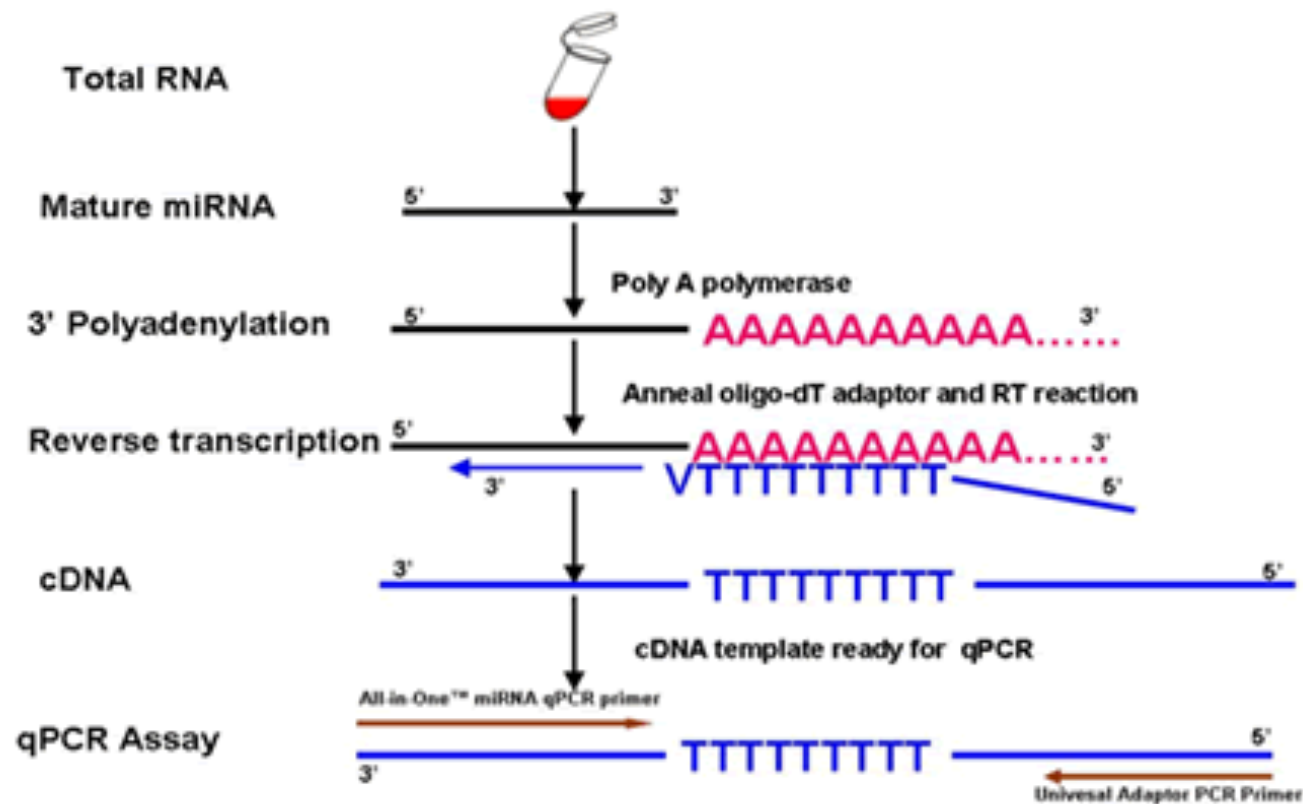 Total RNA
Mature miRNA
5'
3'
Poly A polymerase
3' Polyadenylation
5'
AAAAAAAAAA......
3'
Anneal oligo-dT adaptor and RT reaction
Reverse transcription
5'
AAAAAAAAAA......
3'
3'
VTTTTTTTTT
5'
cDNA
3'
TTTTTTTTT
5'
cDNA template ready for qPCR
All-in-One™ miRNA qPCR primer
qPCR Assay
3'
TTTTTTTTT
5'
Univesal Adaptor PCR Primer